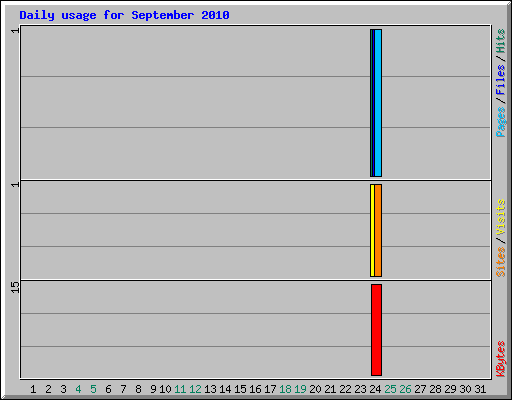 Daily usage for September 2010
1
1
15
Pages/Files/Hits
Sites/Visits
KBytes
1 2 3 4 5 6 7 8 9 10 11 12 13 14 15 16 17 18 19 20 21 22 23 24 25 26 27 28 29 30 31